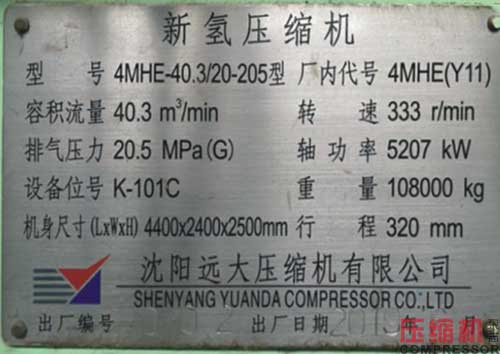 新氢压缩机
型 号 4MHE-40.3/20-205型 厂内代号 4MHE(Y11)
容积流量 40.3 m³/min 转 速 333 r/min
排气压力 20.5 MPa(G) 轴功率 5207 kW
设备位号 K-101C 重 量 108000 kg
机身尺寸(LxWxH) 4400x2400x2500mm 行 程 320 mm
沈阳远大压缩机有限公司
SHENYANG YUANDA COMPRESSOR CO.,LTD
出厂编号 出厂日期 年 月
压缩机
COMPRESSOR